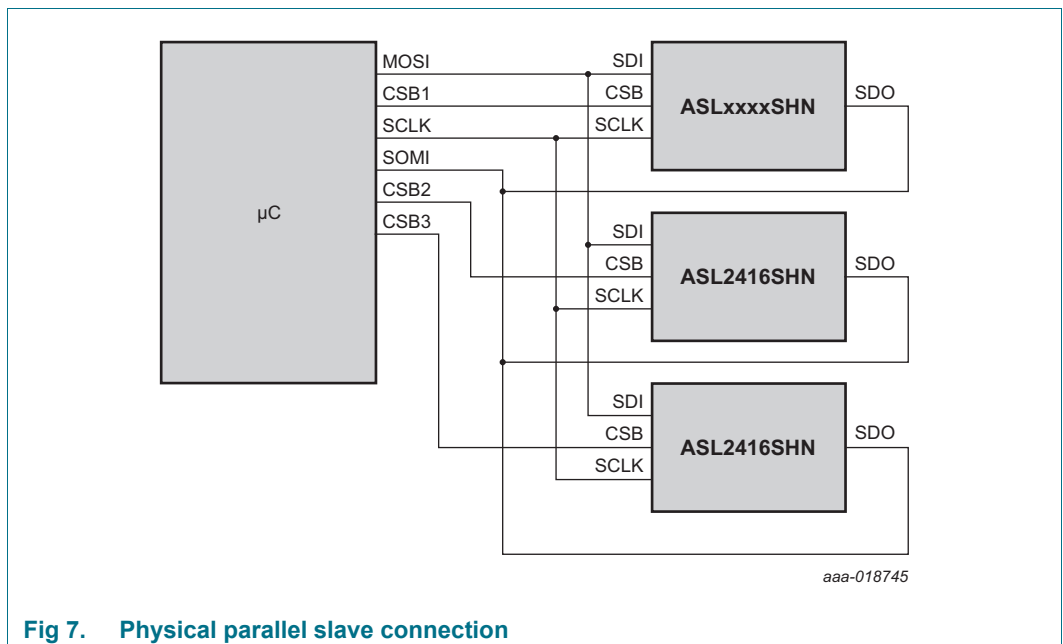 MOSI
CSB1
SCLK
SOMI
CSB2
CSB3
µC
SDI
CSB
SCLK
ASLxxxxSHN
SDO
SDI
CSB
SCLK
ASL2416SHN
SDO
SDI
CSB
SCLK
ASL2416SHN
SDO
aaa-018745
Fig 7. Physical parallel slave connection